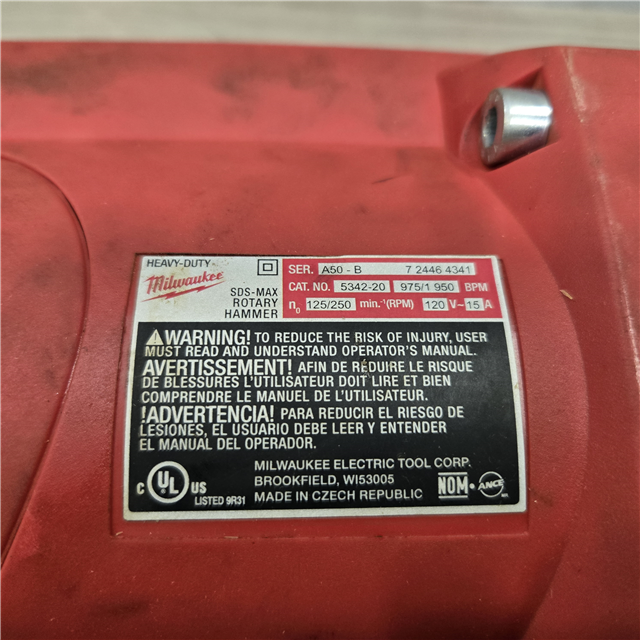 HEAVY-DUTY
Milwaukee
SDS-MAX
ROTARY
HAMMER
SER. A50 - B 7 2446 4341
CAT. NO. 5342-20 975/1 950 BPM
n0 125/250 min.-1(RPM) 120 V~15 A
WARNING! TO REDUCE THE RISK OF INJURY, USER
MUST READ AND UNDERSTAND OPERATOR'S MANUAL.
AVERTISSEMENT! AFIN DE RÉDUIRE LE RISQUE
DE BLESSURES L'UTILISATEUR DOIT LIRE ET BIEN
COMPRENDRE LE MANUEL DE L'UTILISATEUR.
!ADVERTENCIA! PARA REDUCIR EL RIESGO DE
LESIONES, EL USUARIO DEBE LEER Y ENTENDER
EL MANUAL DEL OPERADOR.
C UL US
LISTED 9R31
MILWAUKEE ELECTRIC TOOL CORP.
BROOKFIELD, WI53005
MADE IN CZECH REPUBLIC
NOM - ANCE